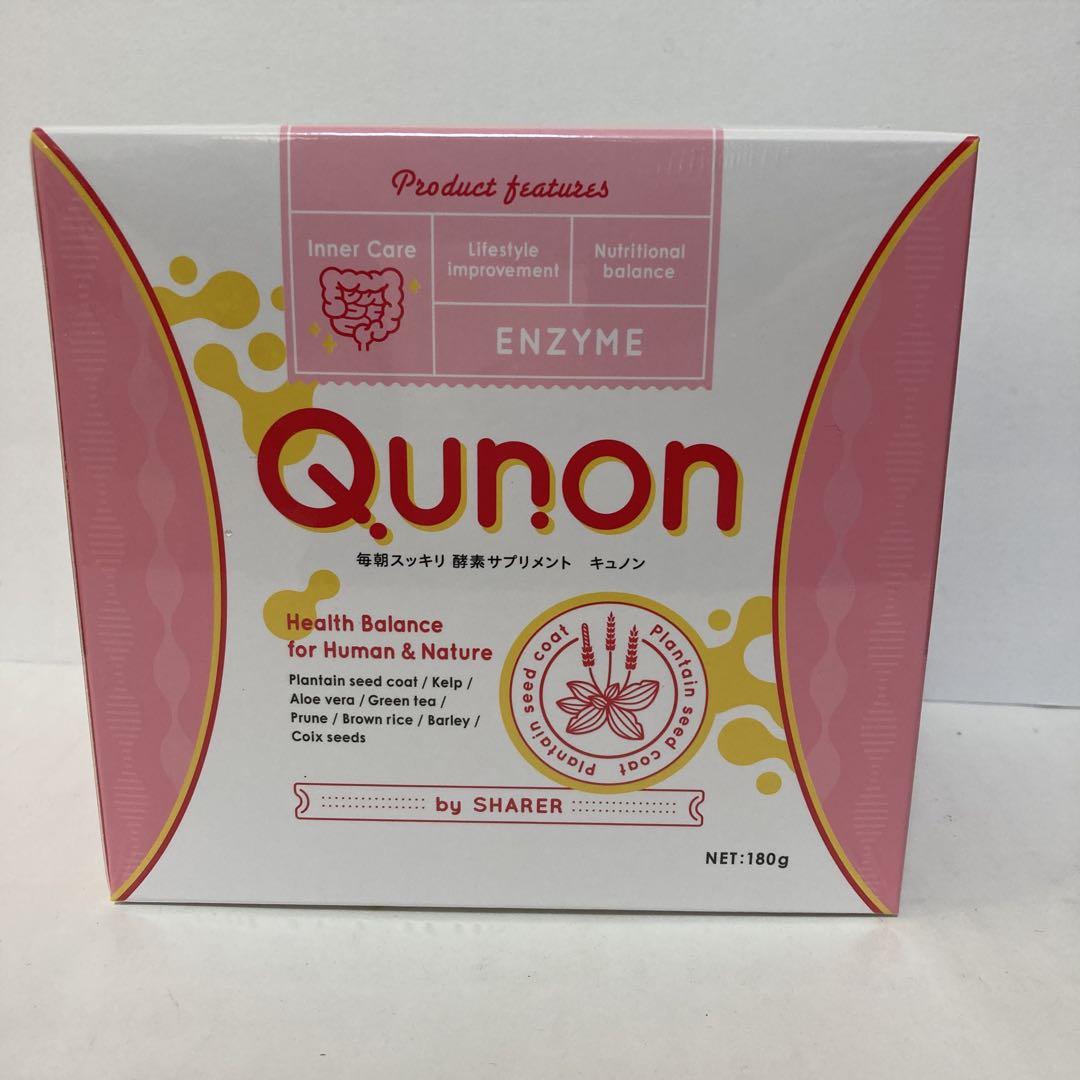 Product features
Inner Care
Lifestyle
improvement
Nutritional
balance
ENZYME
Qunon
毎朝スッキリ 酵素サプリメント キュノン
Health Balance
for Human & Nature
Plantain seed coat / Kelp /
Aloe vera / Green tea /
Prune / Brown rice / Barley /
Coix seeds
Plantain seed coat
Plantain seed coat
by SHARER
NET:180g